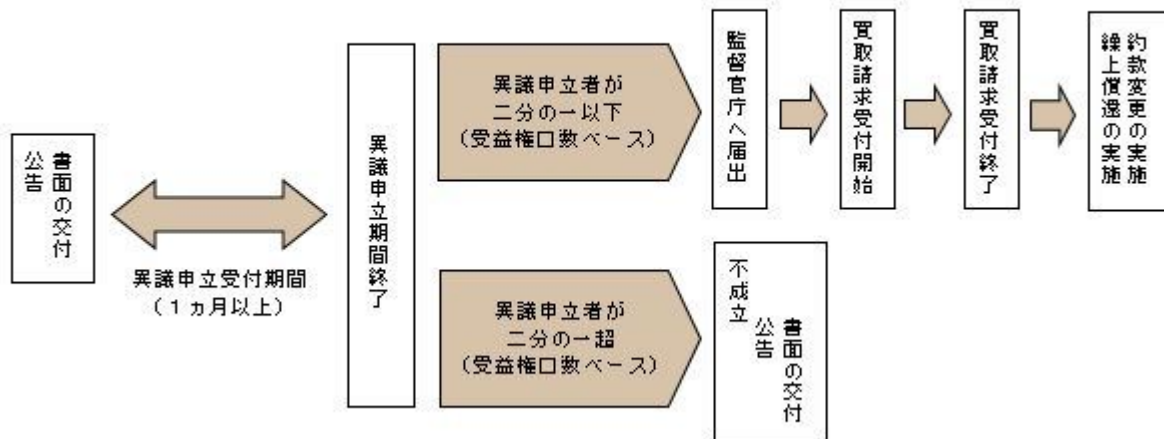 書面の交付
公告
異議申立受付期間
(1ヵ月以上)
異議申立期間終了
異議申立者が
二分の一以下
(受益権口数ベース)
監督官庁へ届出
買取請求受付開始
買取請求受付終了
約款変更の実施
繰上償還の実施
異議申立者が
二分の一超
(受益権口数ベース)
不成立
書面の交付
公告